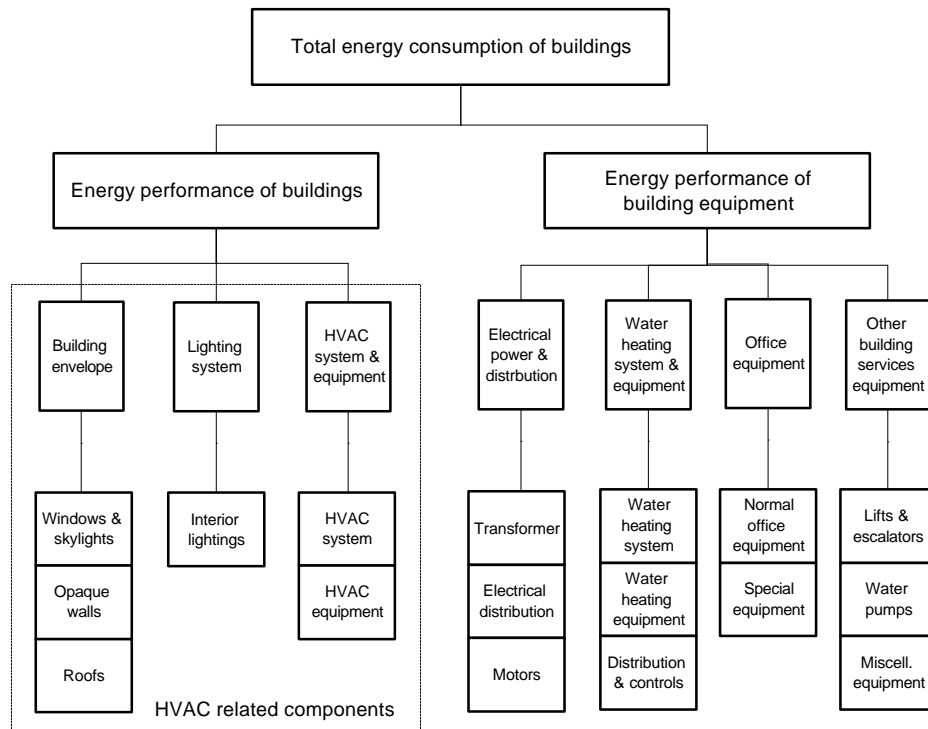 Total energy consumption of buildings
Energy performance of buildings
Energy performance of
building equipment
Building
envelope
Lighting
system
HVAC
system &
equipment
Electrical
power &
distrbution
Water
heating
system &
equipment
Office
equipment
Other
building
services
equipment
Windows &
skylights
Opaque
walls
Roofs
Interior
lightings
HVAC
system
HVAC
equipment
Transformer
Electrical
distribution
Motors
Water
heating
system
Water
heating
equipment
Distribution
& controls
Normal
office
equipment
Special
equipment
Lifts &
escalators
Water
pumps
Miscell.
equipment
HVAC related components